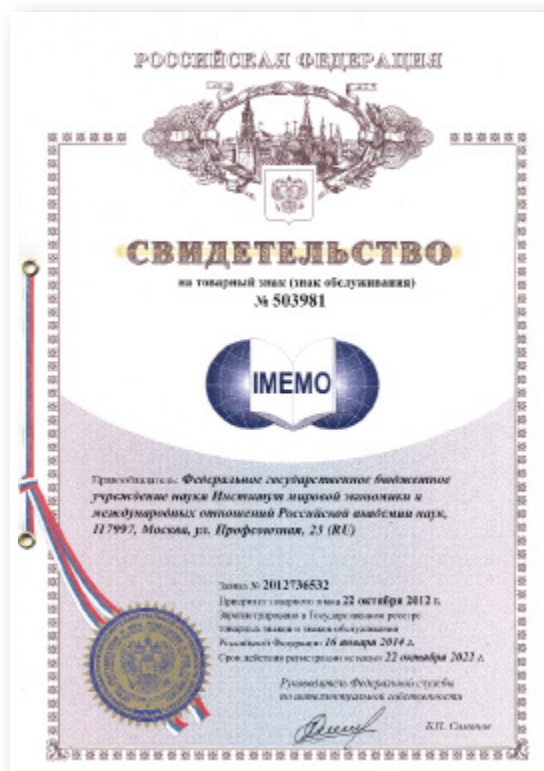 РОССИЙСКАЯ ФЕДЕРАЦИЯ
СВИДЕТЕЛЬСТВО
на товарный знак (знак обслуживания)
№ 503981
IMEMO
Правообладатель: Федеральное государственное бюджетное
учреждение науки Институт мировой экономики и
международных отношений Российской академии наук,
117997, Москва, ул. Профсоюзная, 23 (RU)
Заявка № 2012736532
Приоритет товарного знака 22 октября 2012 г.
Зарегистрировано в Государственном реестре
товарных знаков и знаков обслуживания
Российской Федерации 16 января 2014 г.
Срок действия регистрации истекает 22 октября 2022 г.
Руководитель Федеральной службы
по интеллектуальной собственности
Б.П. Симонов